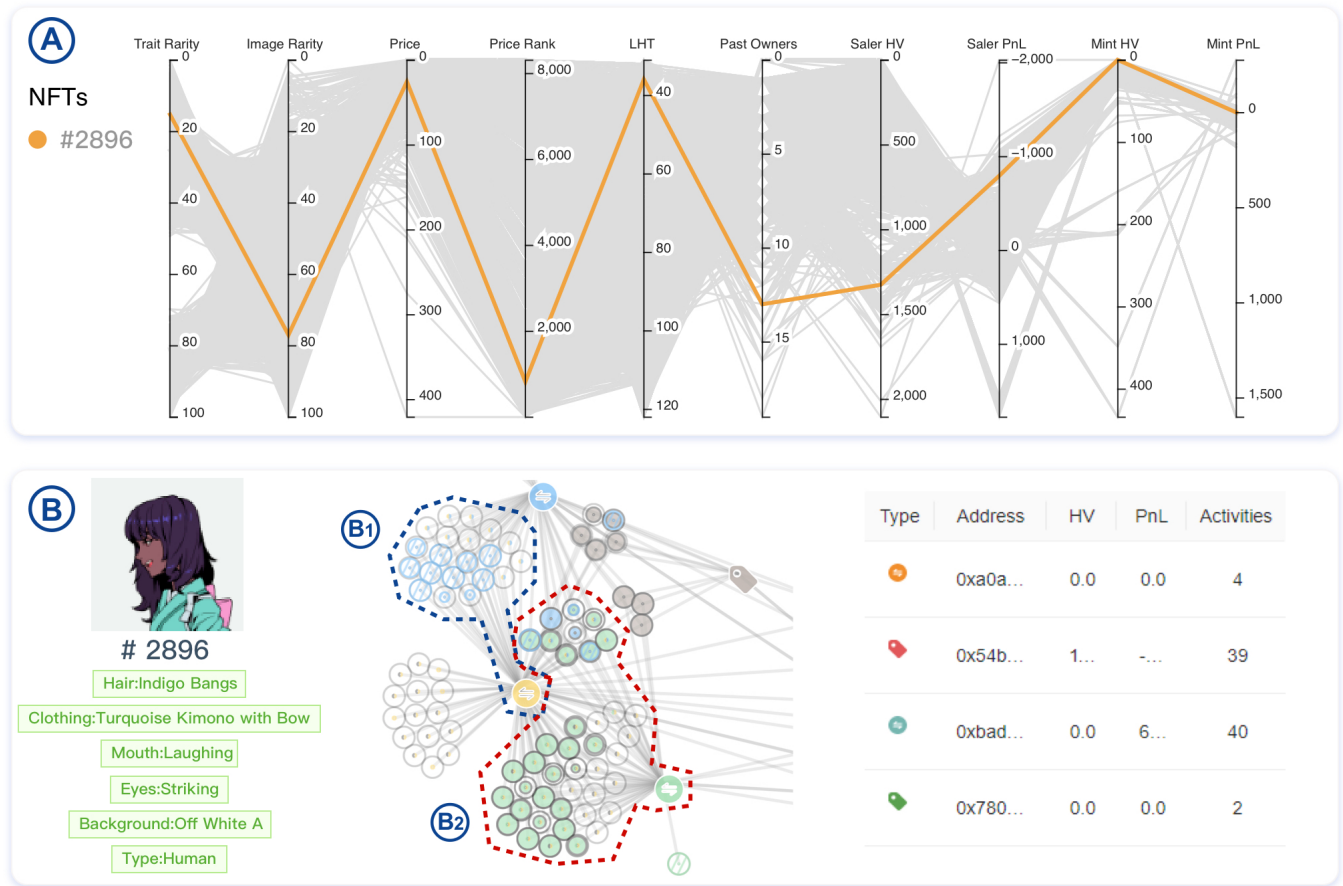 A
NFTs
#2896
Trait Rarity Image Rarity Price Price Rank LHT Past Owners Saler HV Saler PnL Mint HV Mint PnL
0
20
40
60
80
100
0
20
40
60
80
100
0
100
200
300
400
8,000
6,000
4,000
2,000
40
60
80
100
120
0
5
10
15
0
500
1,000
1,500
2,000
-2,000
-1,000
0
1,000
0
100
200
300
400
0
500
1,000
1,500
B
# 2896
Hair:Indigo Bangs
Clothing:Turquoise Kimono with Bow
Mouth:Laughing
Eyes:Striking
Background:Off White A
Type:Human
B1
B2
Type Address HV PnL Activities
0xa0a... 0.0 0.0 4
0x54b... 1... -... 39
0xbad... 0.0 6... 40
0x780... 0.0 0.0 2